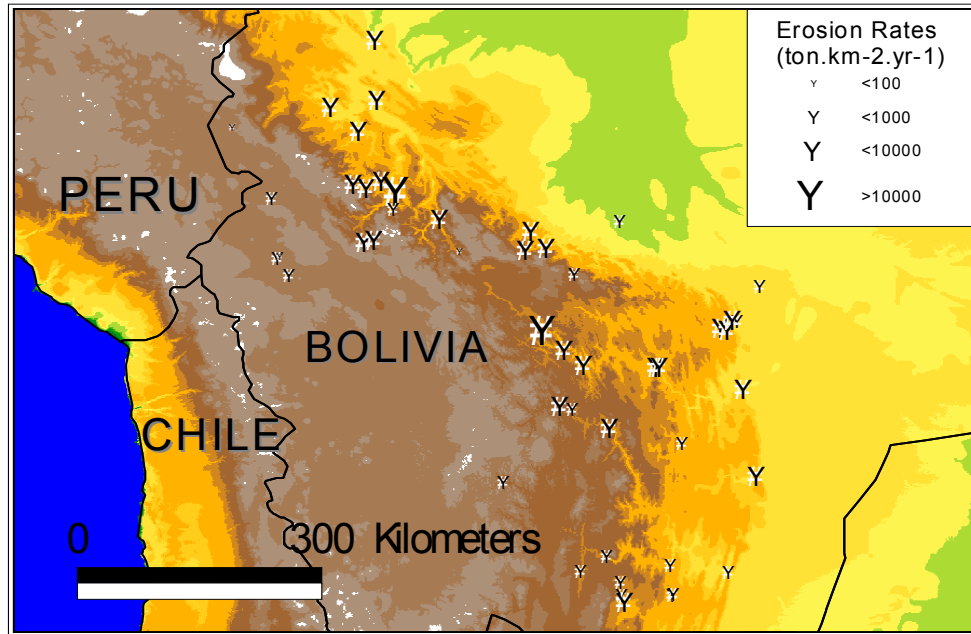 Erosion Rates
(ton.km-2.yr-1)
Y <100
Y <1000
Y <10000
Y >10000
PERU
BOLIVIA
CHILE
0 300 Kilometers